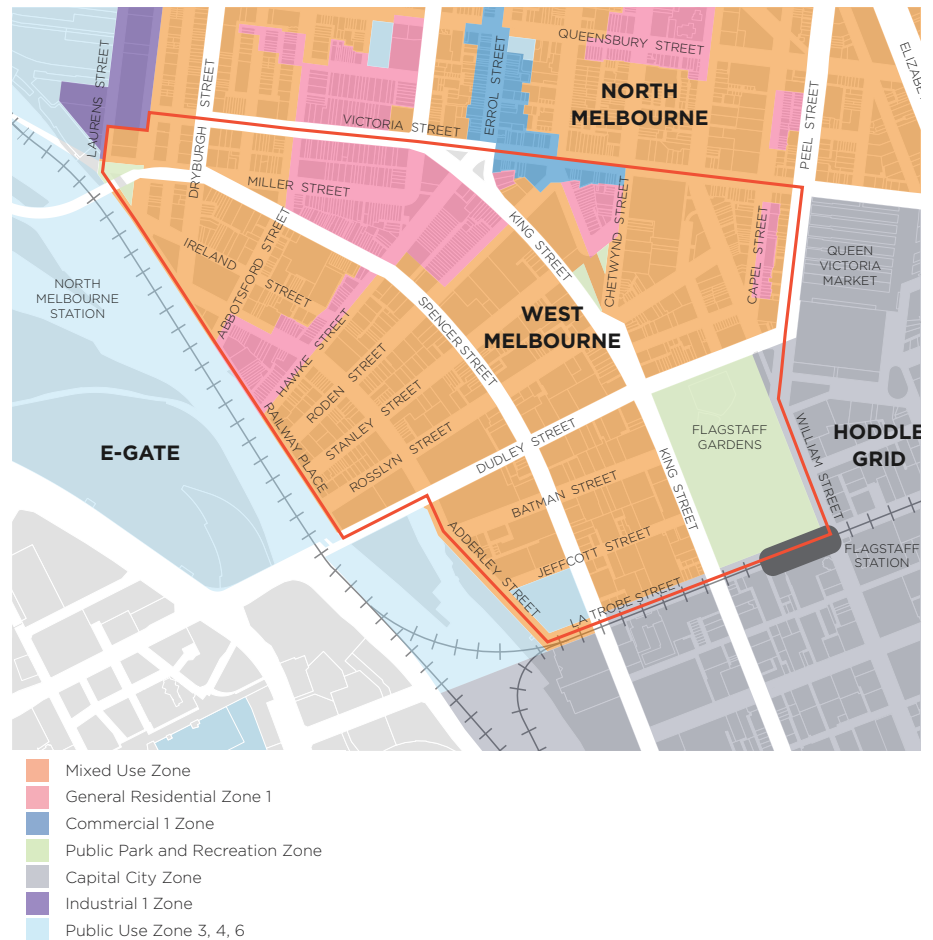 QUEENSBURY STREET
ERROL STREET
LAURENS STREET
STREET
DRYBURGH
NORTH
MELBOURNE
PEEL STREET
VICTORIA STREET
MILLER STREET
KING STREET
CHETWYND STREET
CAPEL STREET
QUEEN
VICTORIA
MARKET
IRELAND
STREET
ABBOTSFORD STREET
NORTH
MELBOURNE
STATION
WEST
MELBOURNE
SPENCER STREET
HAWKE STREET
RODEN STREET
STANLEY STREET
ROSSLYN STREET
RAILWAY PLACE
DUDLEY STREET
FLAGSTAFF
GARDENS
WILLIAM STREET
HODDLE
GRID
E-GATE
KING STREET
BATMAN STREET
ADDERLEY STREET
JEFFCOTT STREET
LA TROBE STREET
FLAGSTAFF
STATION
Mixed Use Zone
General Residential Zone 1
Commercial 1 Zone
Public Park and Recreation Zone
Capital City Zone
Industrial 1 Zone
Public Use Zone 3, 4, 6